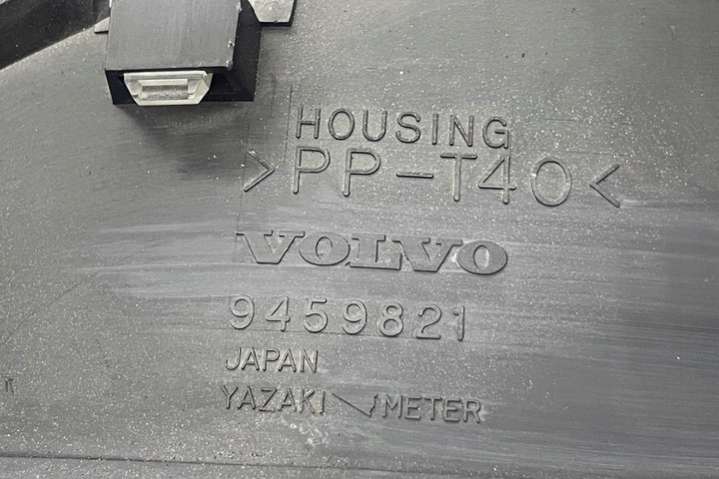 HOUSING
>PP-T40<
VOLVO
9459821
JAPAN
YAZAKI METER